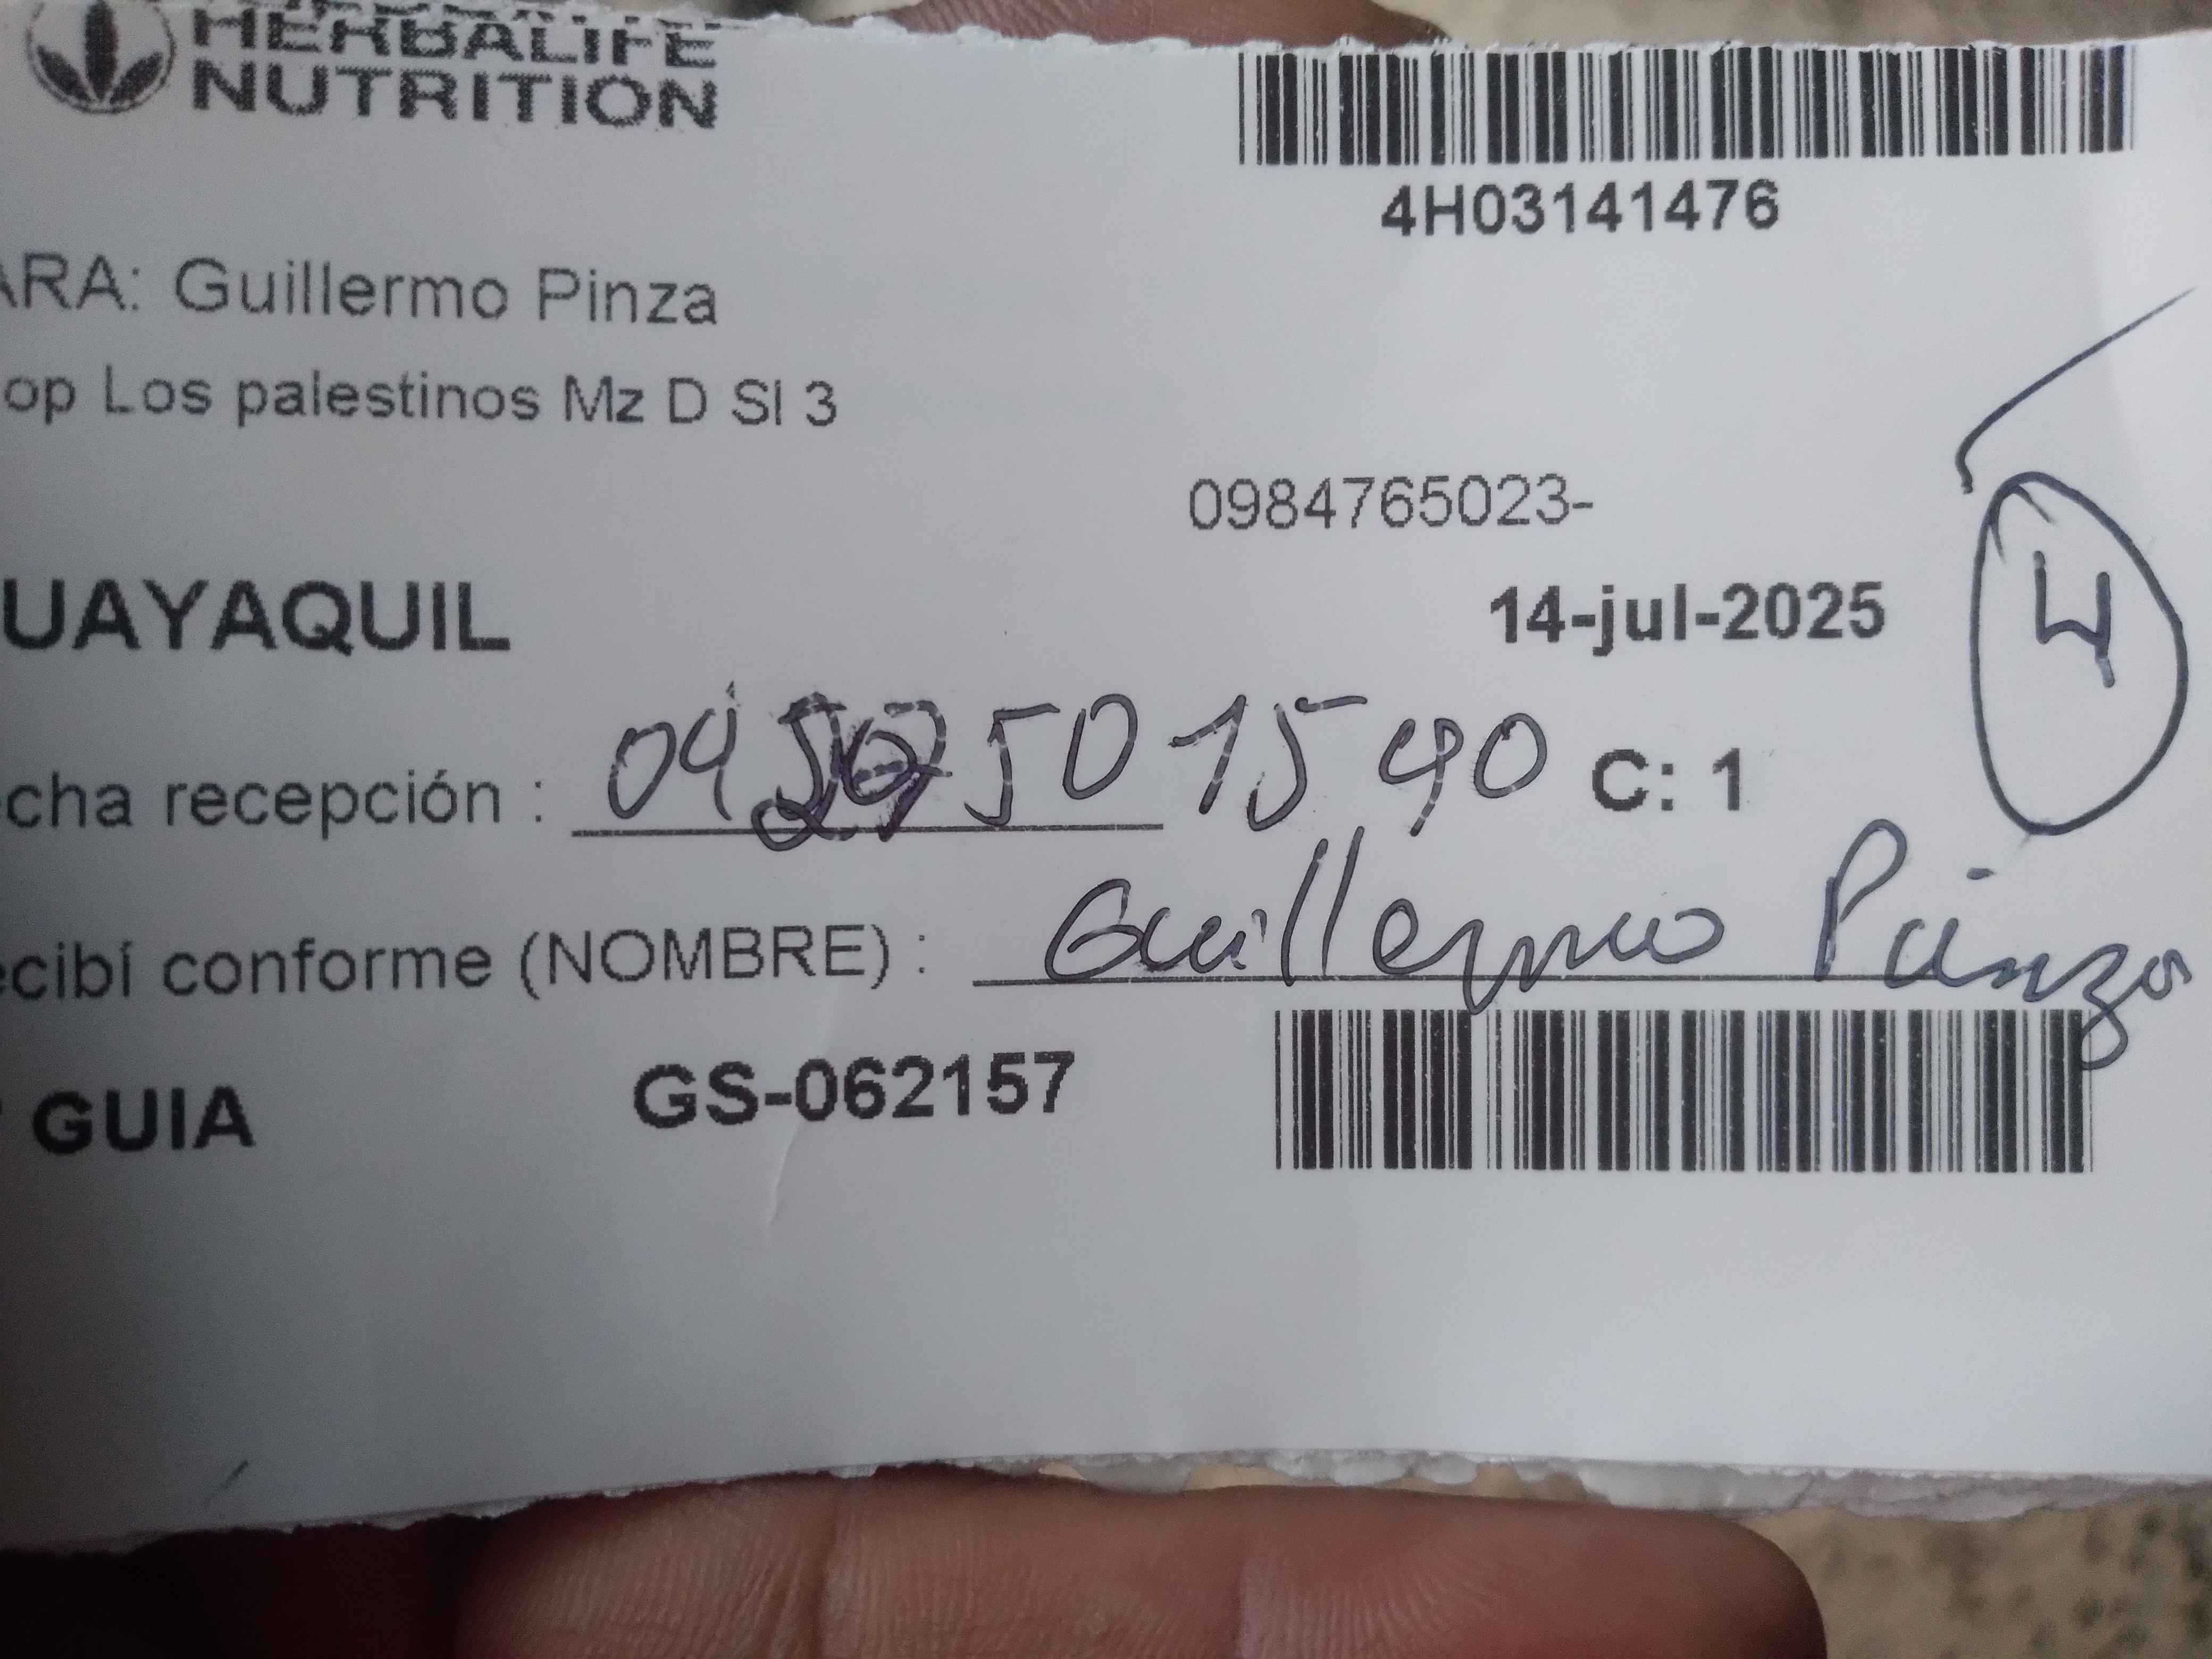 HERBALIFE
NUTRITION
4H03141476
ARA: Guillermo Pinza
op Los palestinos Mz D Sl 3
0984765023-
UAYAQUIL
14-jul-2025
4
cha recepción :
C: 1
ecibí conforme (NOMBRE) : Guillermo Pinza
GUIA
GS-062157